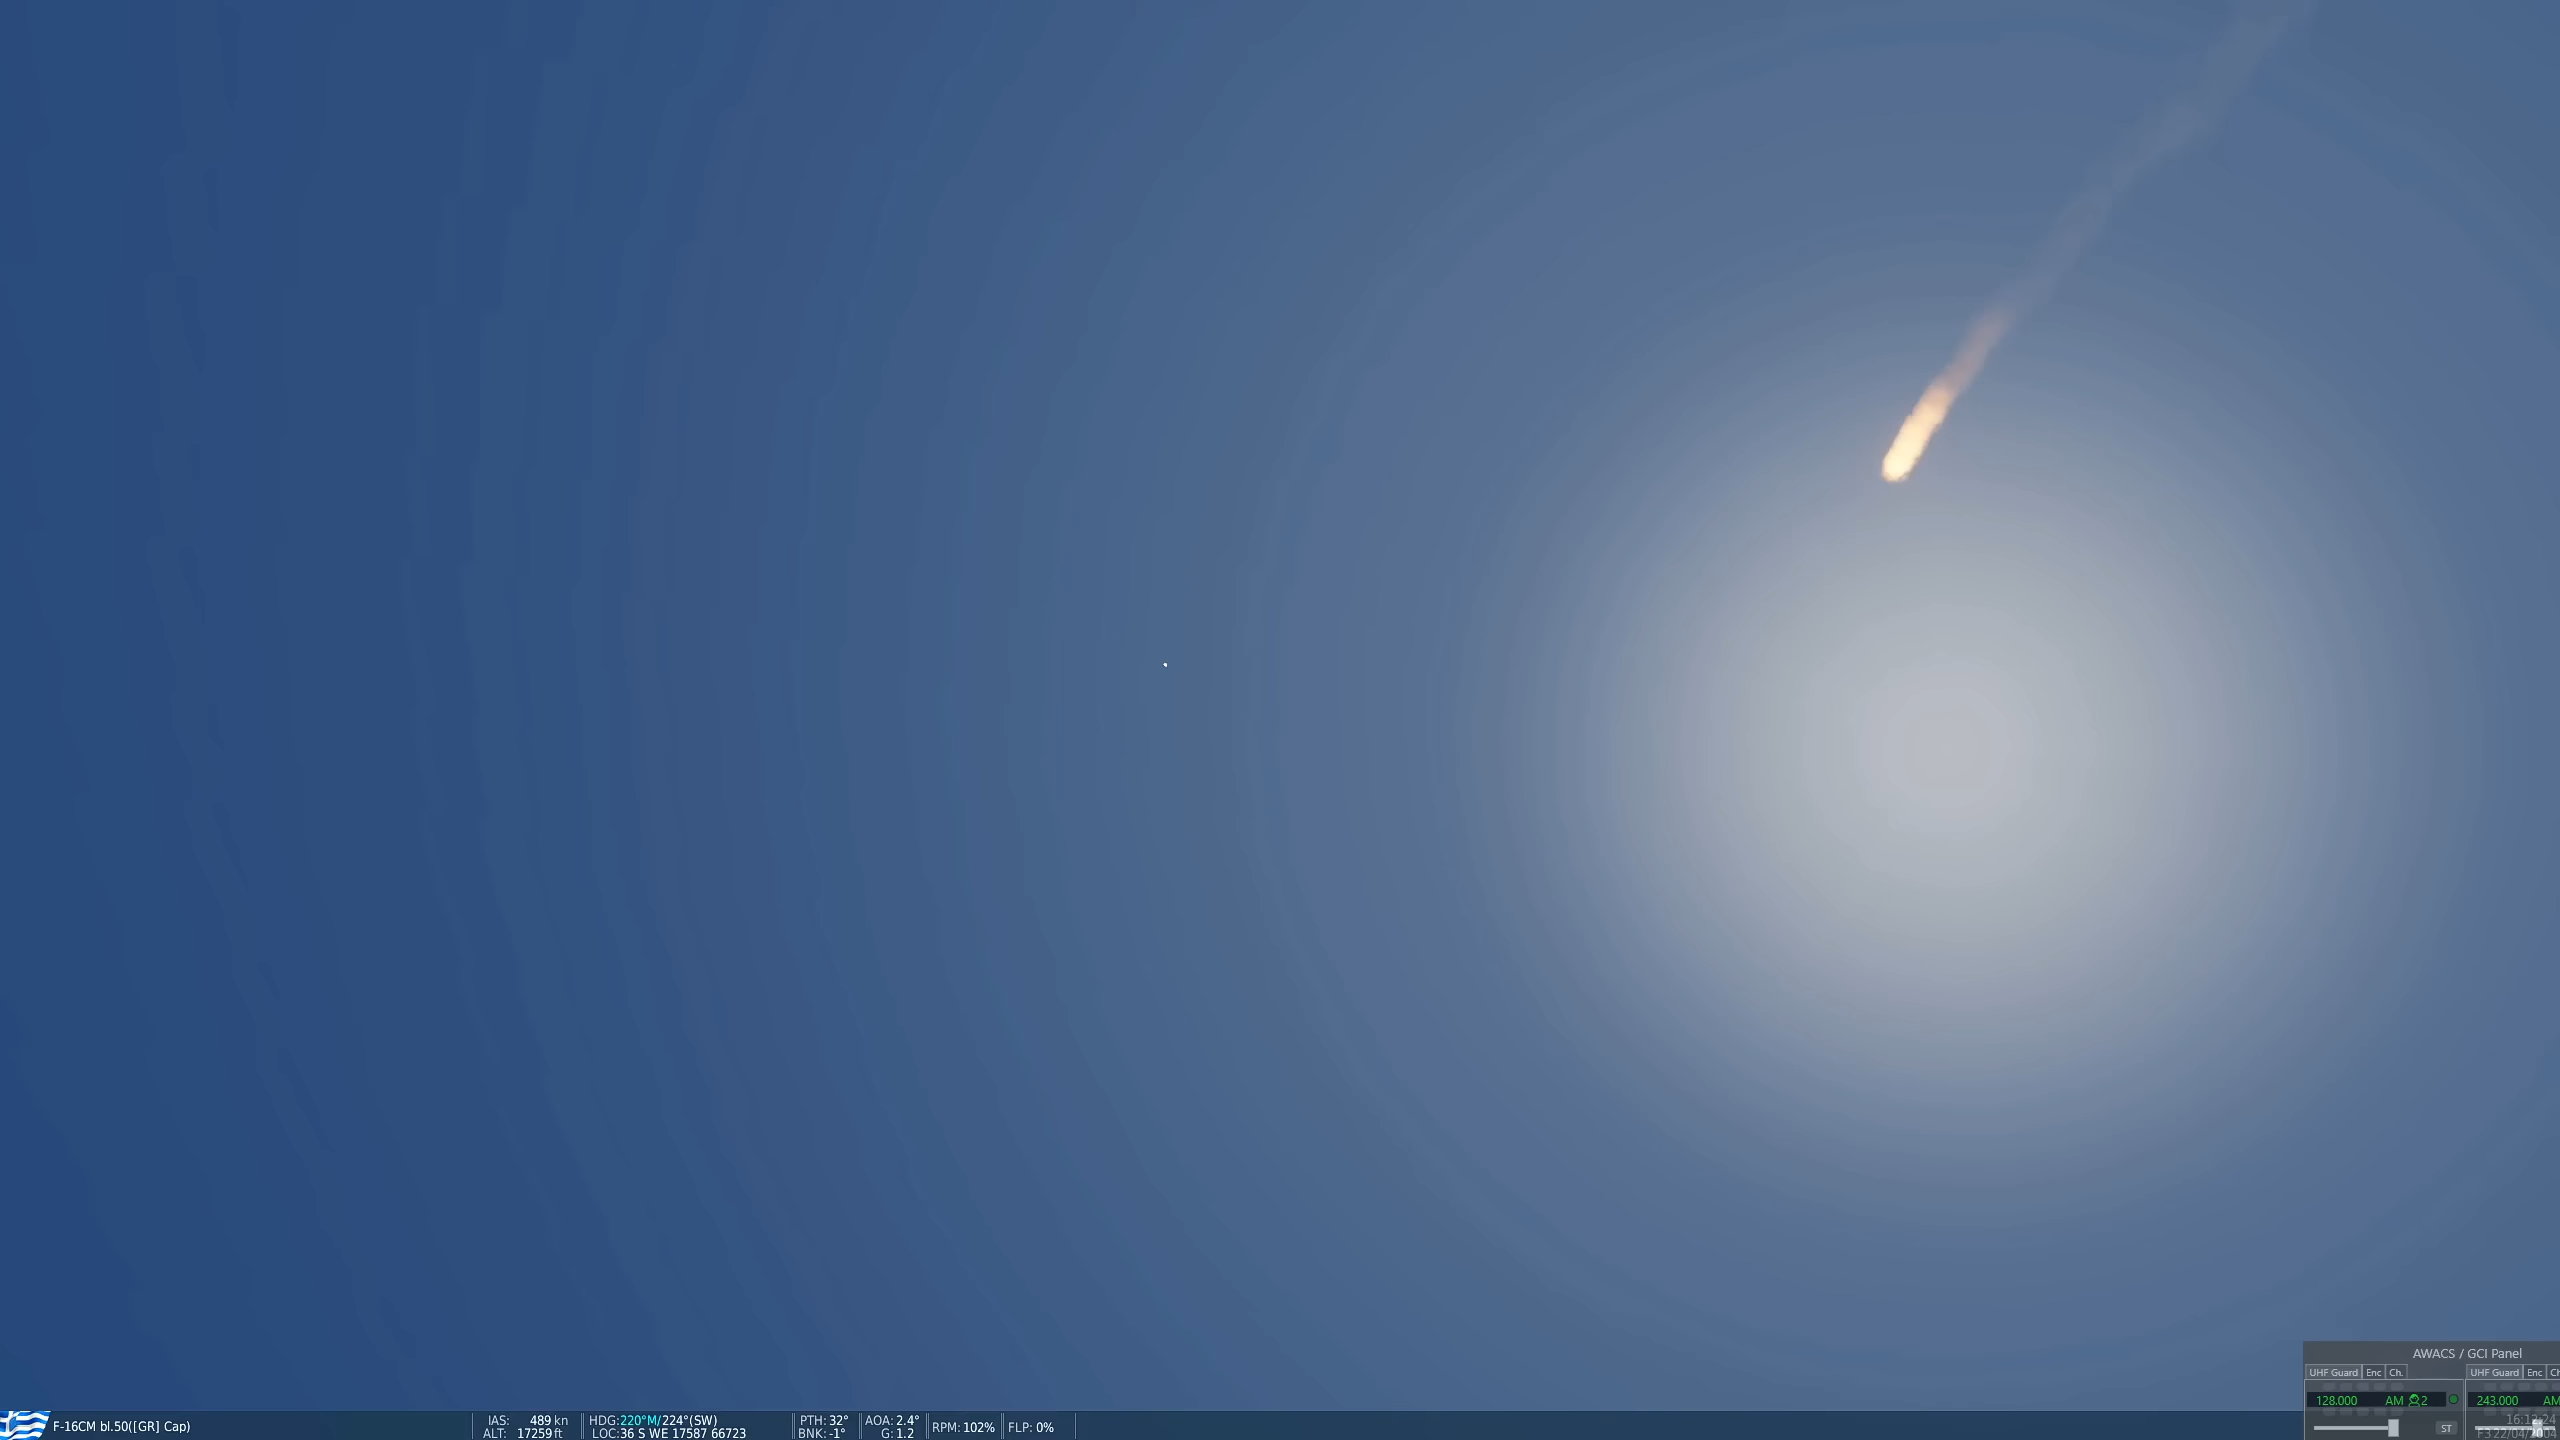 AWACS / GCI Panel
UHF Guard Enc Ch. UHF Guard Enc
128.000 AM 2 243.000 AM
ST
F-16CM bl.50([GR] Cap)
IAS: 489 kn
ALT: 17259 ft
HDG:220°M/224°(SW)
LOC:36 S WE 17587 66723
PTH: 32°
BNK: -1°
AOA: 2.4°
G: 1.2
RPM: 102%
FLP: 0%